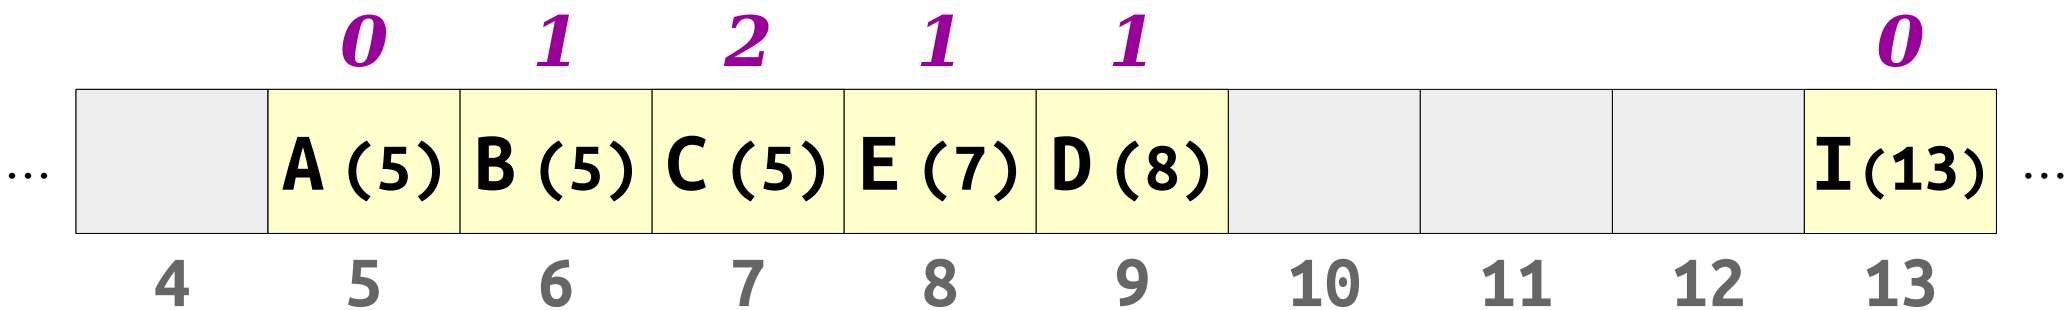 0 1 2 1 1 0
... A (5) B (5) C (5) E (7) D (8) I(13) ...
4 5 6 7 8 9 10 11 12 13